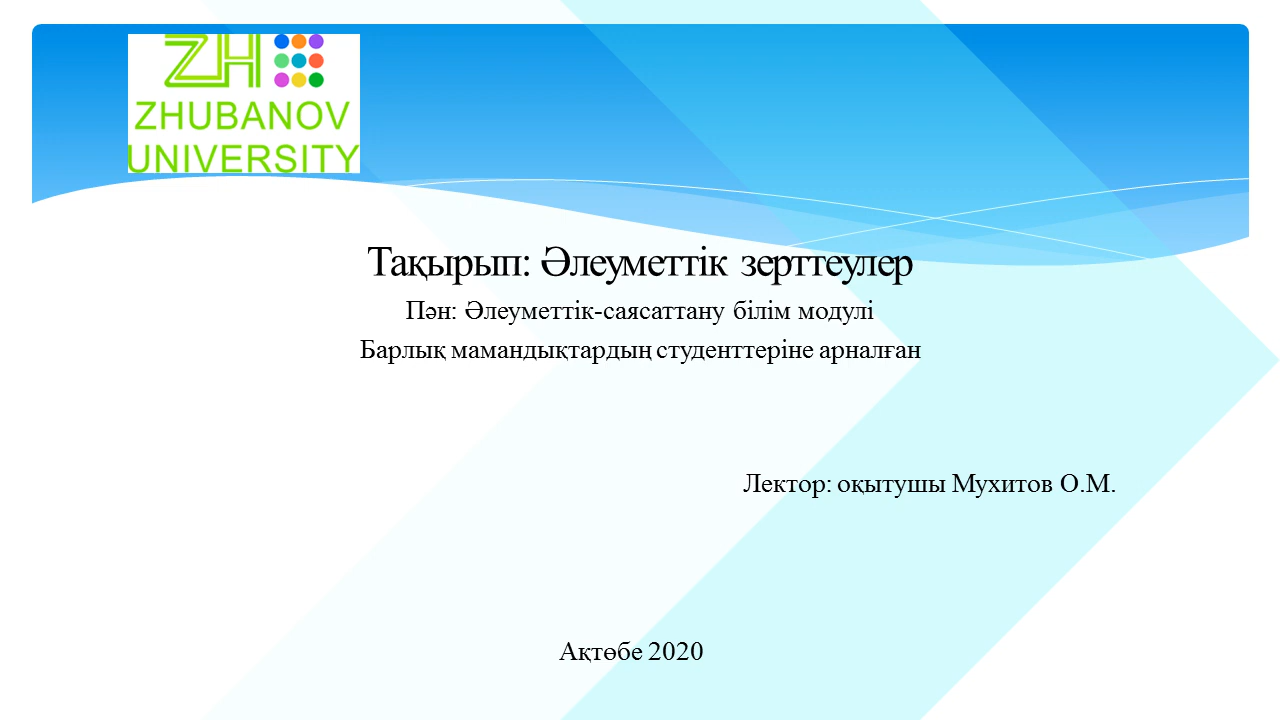 ZH
ZHUBANOV
UNIVERSITY
Тақырып: Әлеуметтік зерттеулер
Пән: Әлеуметтік-саясаттану білім модулі
Барлық мамандықтардың студенттеріне арналған
Лектор: оқытушы Мухитов О.М.
Ақтөбе 2020